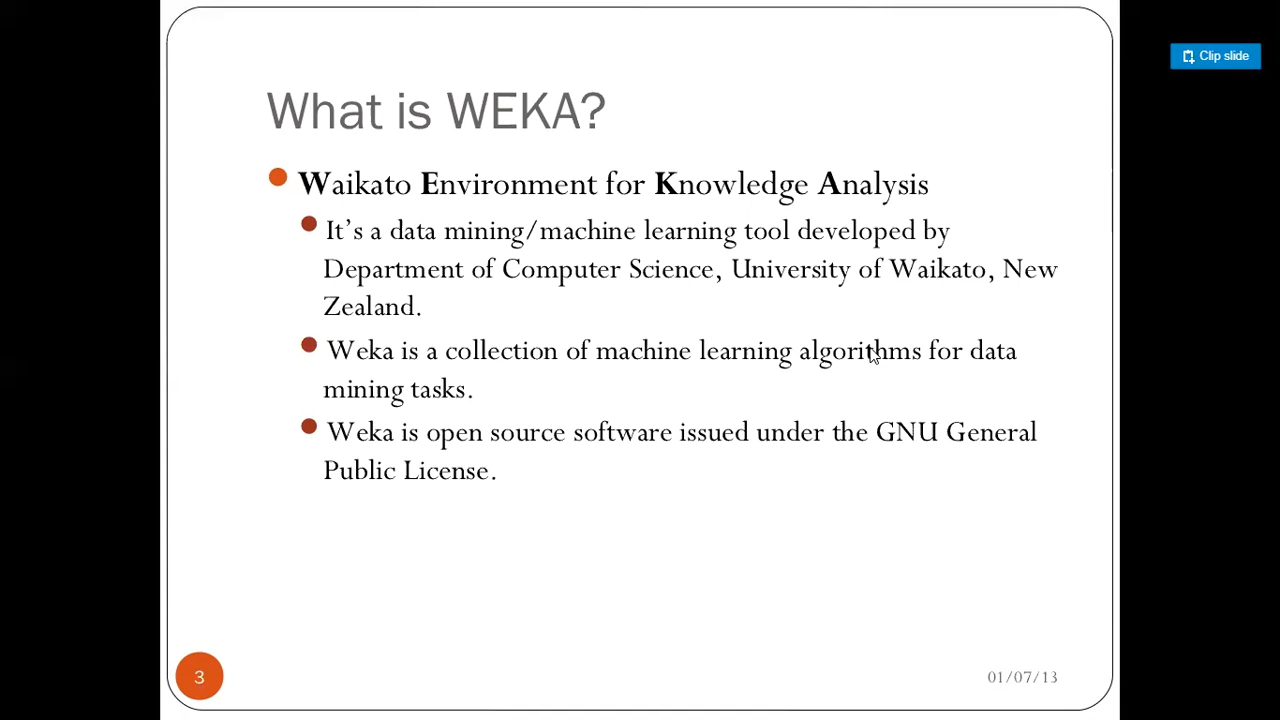 Clip slide
What is WEKA?
Waikato Environment for Knowledge Analysis
It's a data mining/machine learning tool developed by
Department of Computer Science, University of Waikato, New
Zealand.
Weka is a collection of machine learning algorithms for data
mining tasks.
Weka is open source software issued under the GNU General
Public License.
3
01/07/13